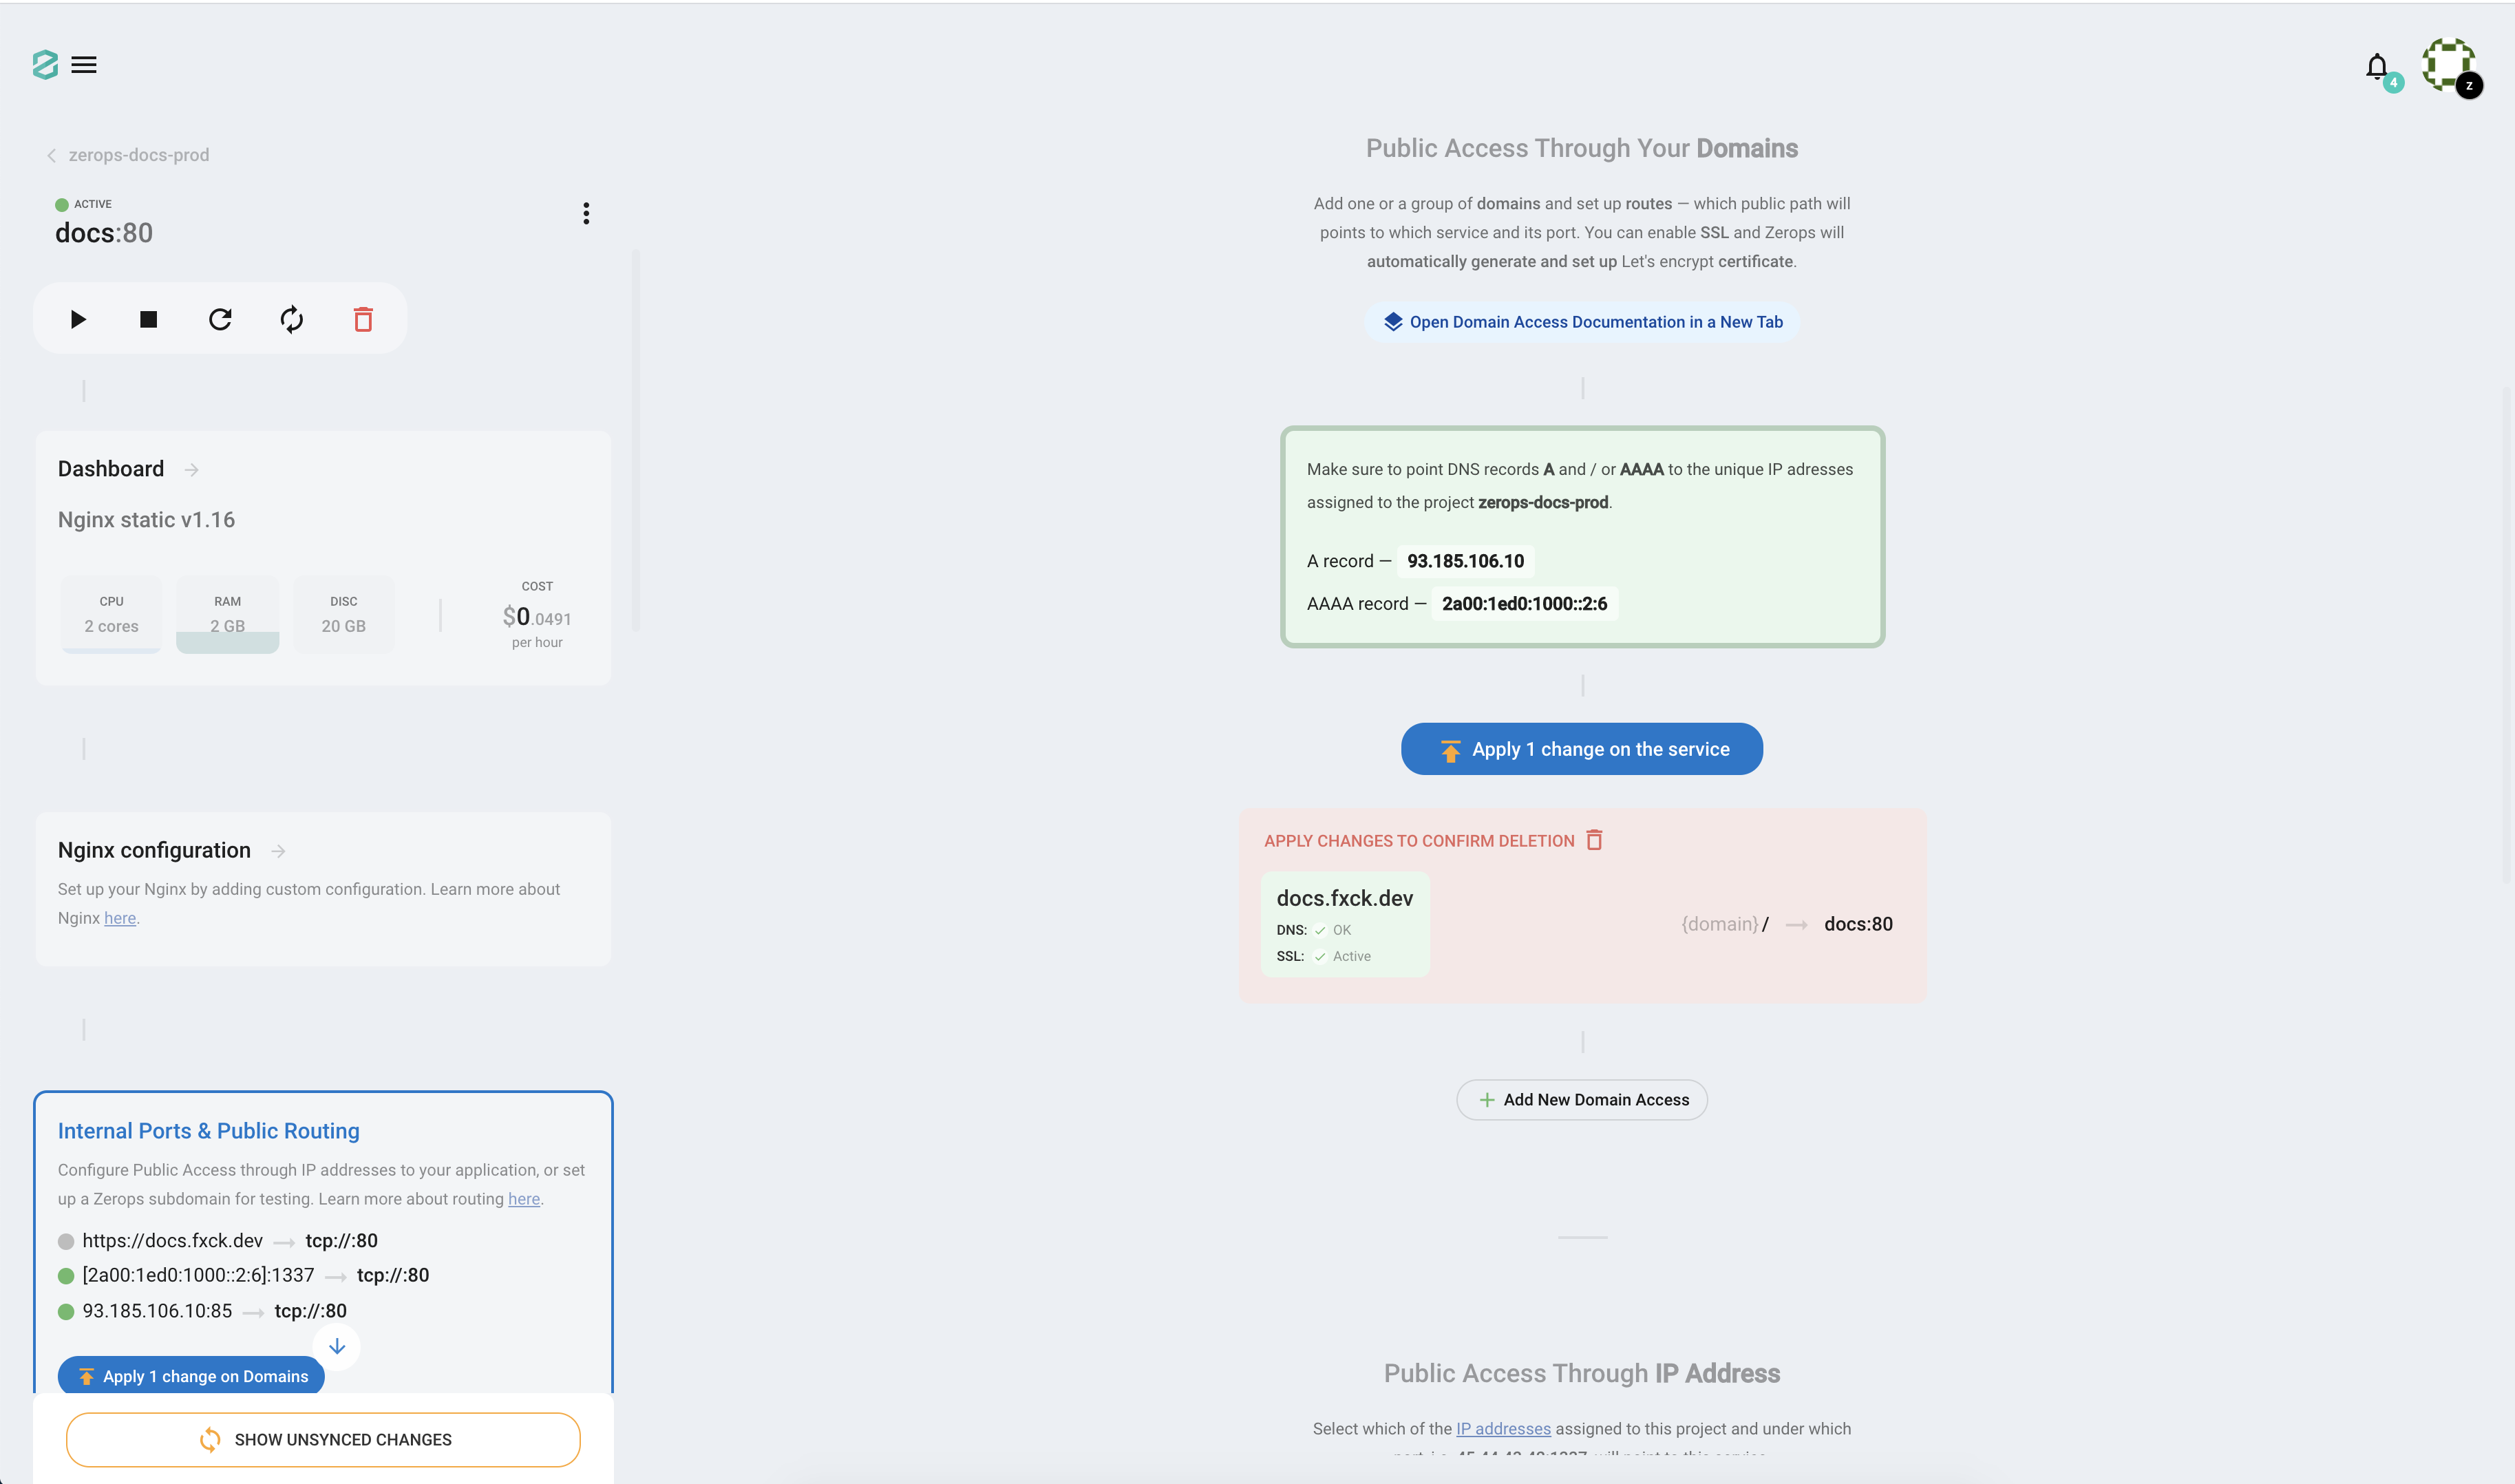 4
z
zerops-docs-prod
ACTIVE
docs:80
Dashboard
Nginx static v1.16
CPU
2 cores
RAM
2 GB
DISC
20 GB
COST
$0.0491
per hour
Nginx configuration
Set up your Nginx by adding custom configuration. Learn more about
Nginx here.
Internal Ports & Public Routing
Configure Public Access through IP addresses to your application, or set
up a Zerops subdomain for testing. Learn more about routing here.
https://docs.fxck.dev → tcp://:80
[2a00:1ed0:1000::2:6]:1337 → tcp://:80
93.185.106.10:85 → tcp://:80
Apply 1 change on Domains
SHOW UNSYNCED CHANGES
Public Access Through Your Domains
Add one or a group of domains and set up routes — which public path will
points to which service and its port. You can enable SSL and Zerops will
automatically generate and set up Let's encrypt certificate.
Open Domain Access Documentation in a New Tab
Make sure to point DNS records A and / or AAAA to the unique IP adresses
assigned to the project zerops-docs-prod.
A record — 93.185.106.10
AAAA record — 2a00:1ed0:1000::2:6
Apply 1 change on the service
APPLY CHANGES TO CONFIRM DELETION
docs.fxck.dev
DNS: ✓ OK
SSL: ✓ Active
{domain}/ → docs:80
Add New Domain Access
Public Access Through IP Address
Select which of the IP addresses assigned to this project and under which